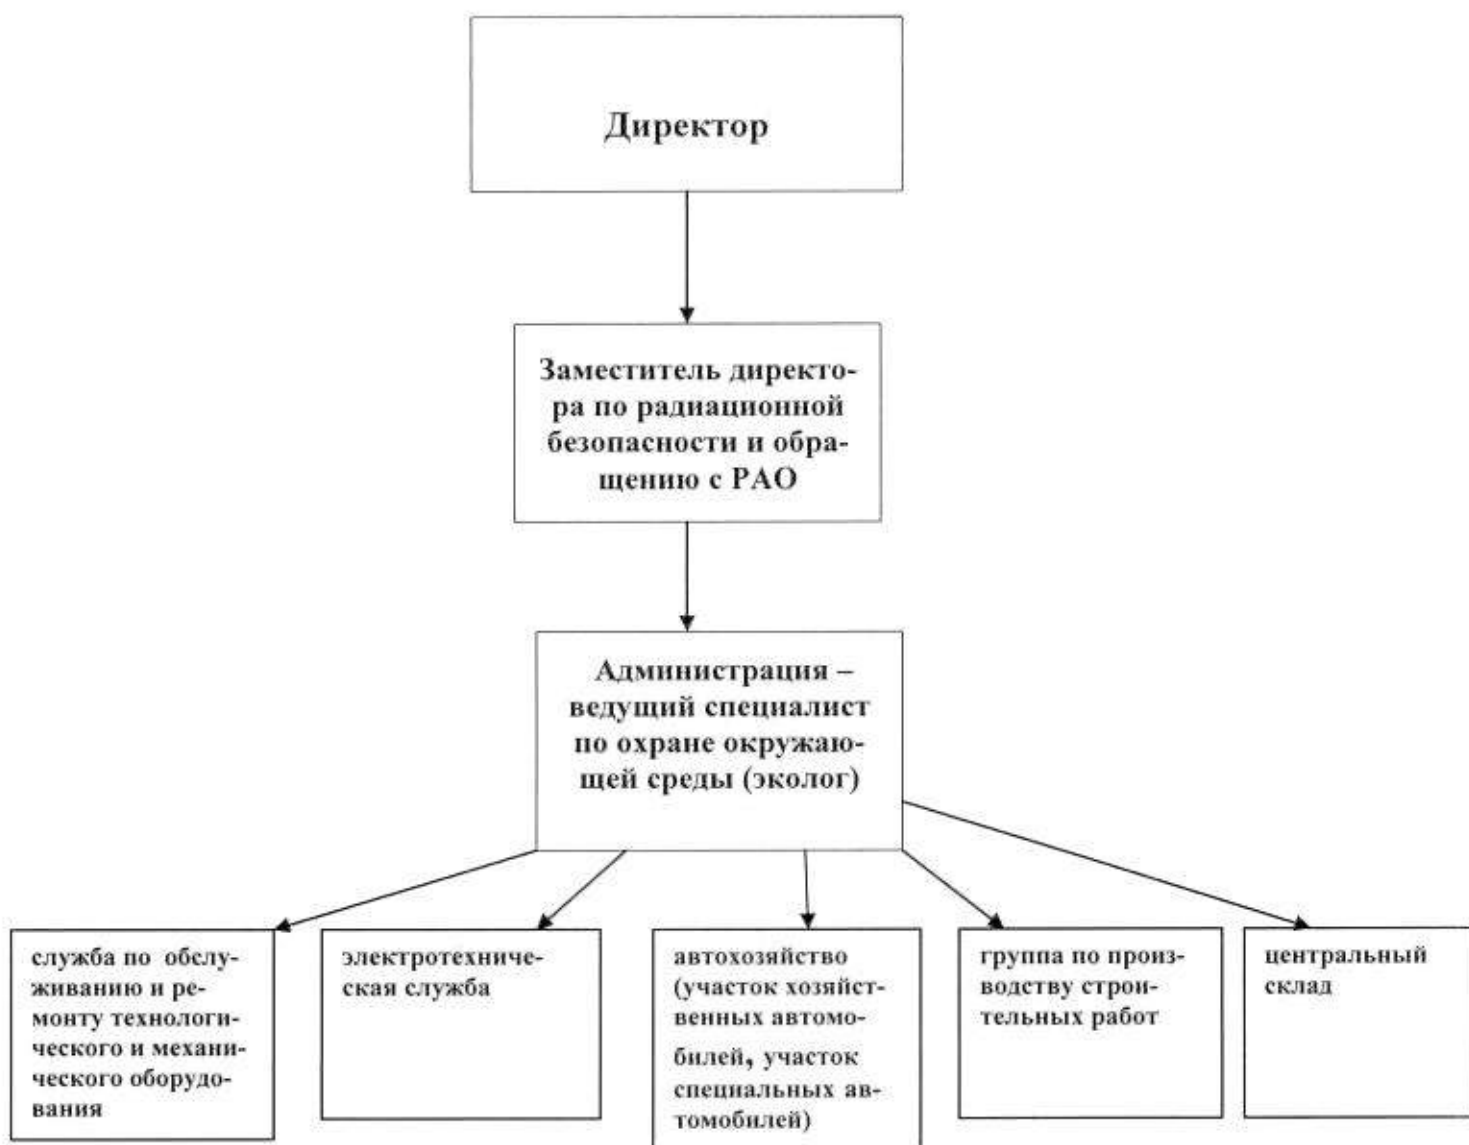 Директор
Заместитель директо-
ра по радиационной
безопасности и обра-
щению с РАО
Администрация –
ведущий специалист
по охране окружаю-
щей среды (эколог)
служба по обслу-
живанию и ре-
монту технологи-
ческого и механи-
ческого оборудо-
вания
электротехниче-
ская служба
автохозяйство
(участок хозяйст-
венных автомо-
билей, участок
специальных ав-
томобилей)
группа по произ-
водству строи-
тельных работ
центральный
склад